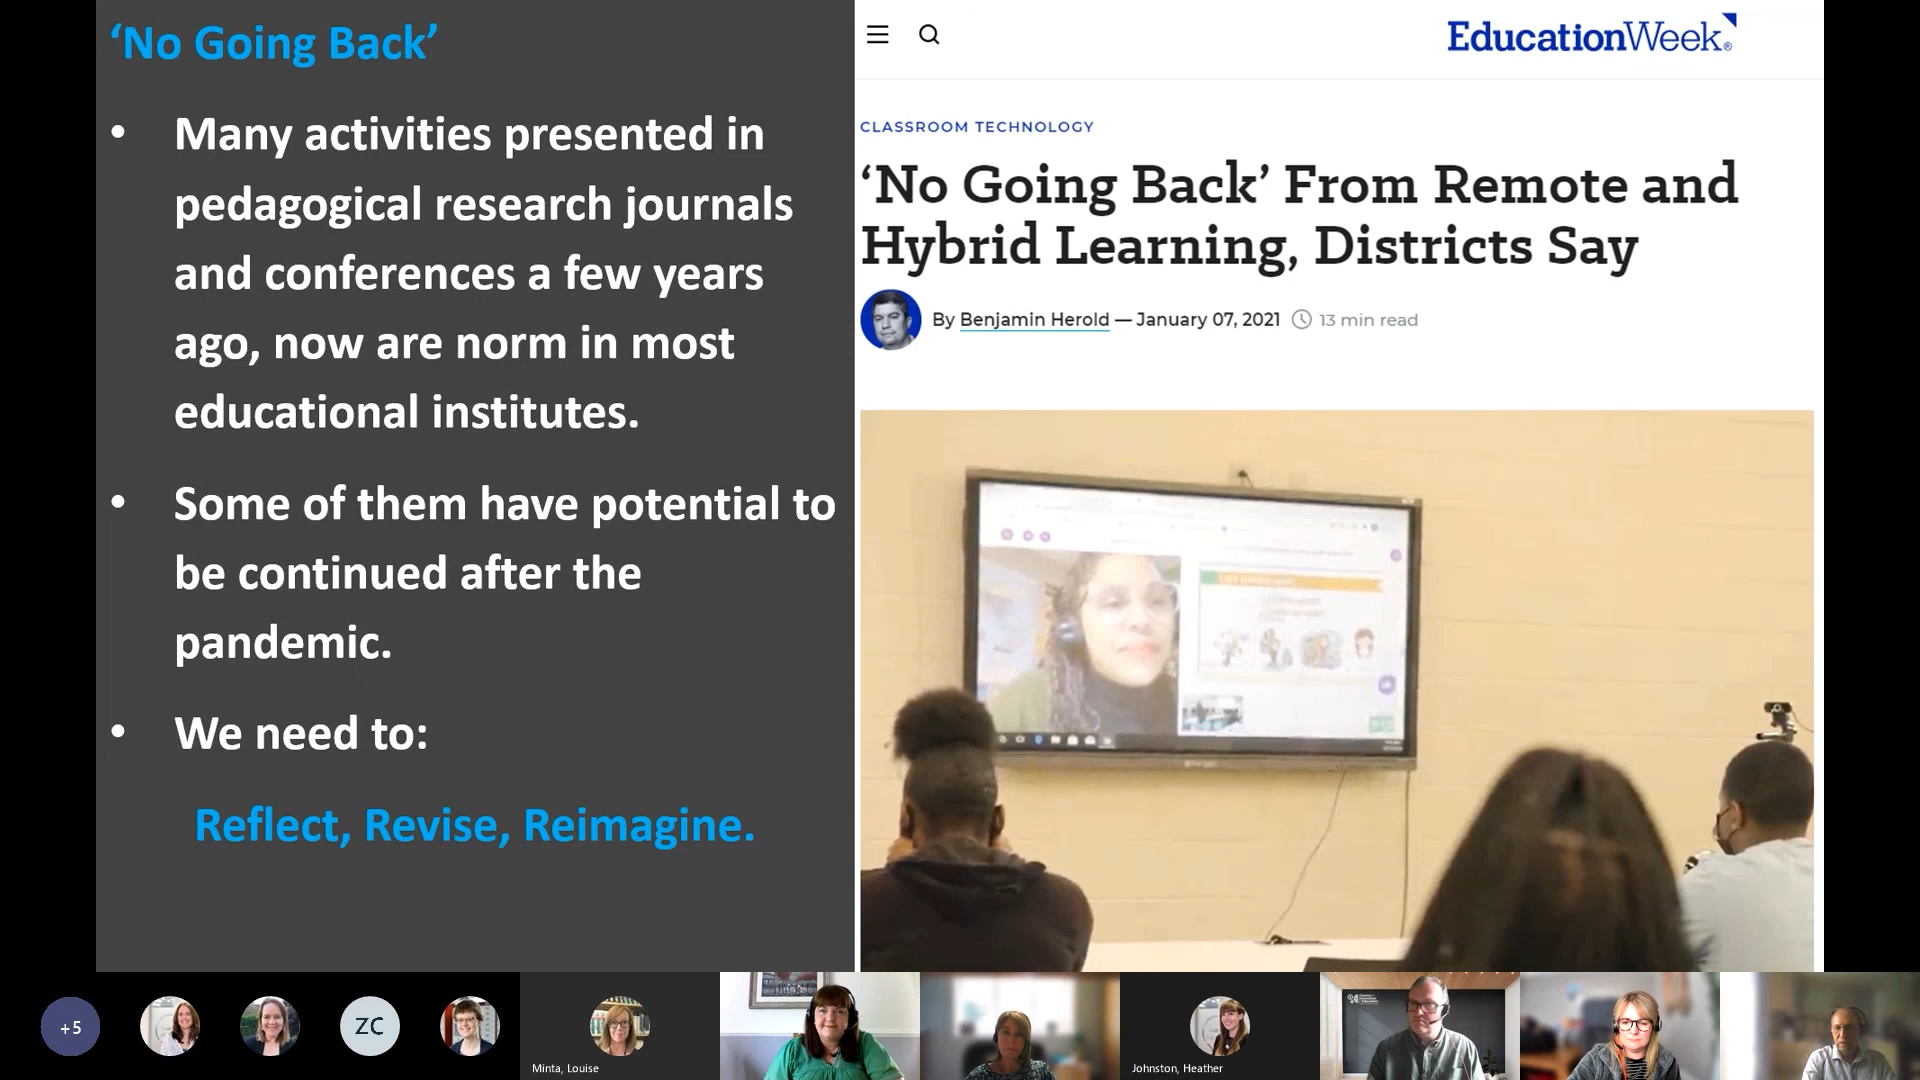 ‘No Going Back’
• Many activities presented in
pedagogical research journals
and conferences a few years
ago, now are norm in most
educational institutes.
• Some of them have potential to
be continued after the
pandemic.
• We need to:
Reflect, Revise, Reimagine.
EducationWeek®
CLASSROOM TECHNOLOGY
‘No Going Back’ From Remote and
Hybrid Learning, Districts Say
By Benjamin Herold — January 07, 2021 13 min read
+5
ZC
Minta, Louise
Johnston, Heather